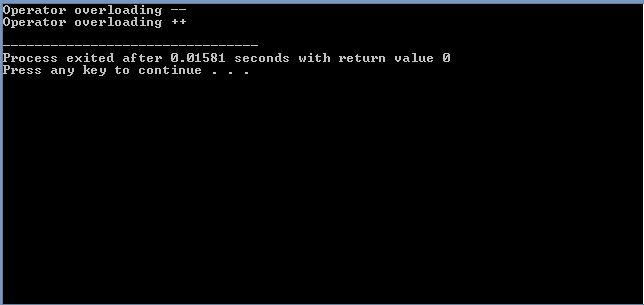 Operator overloading --
Operator overloading ++
--------------------------------
Process exited after 0.01581 seconds with return value 0
Press any key to continue . . .